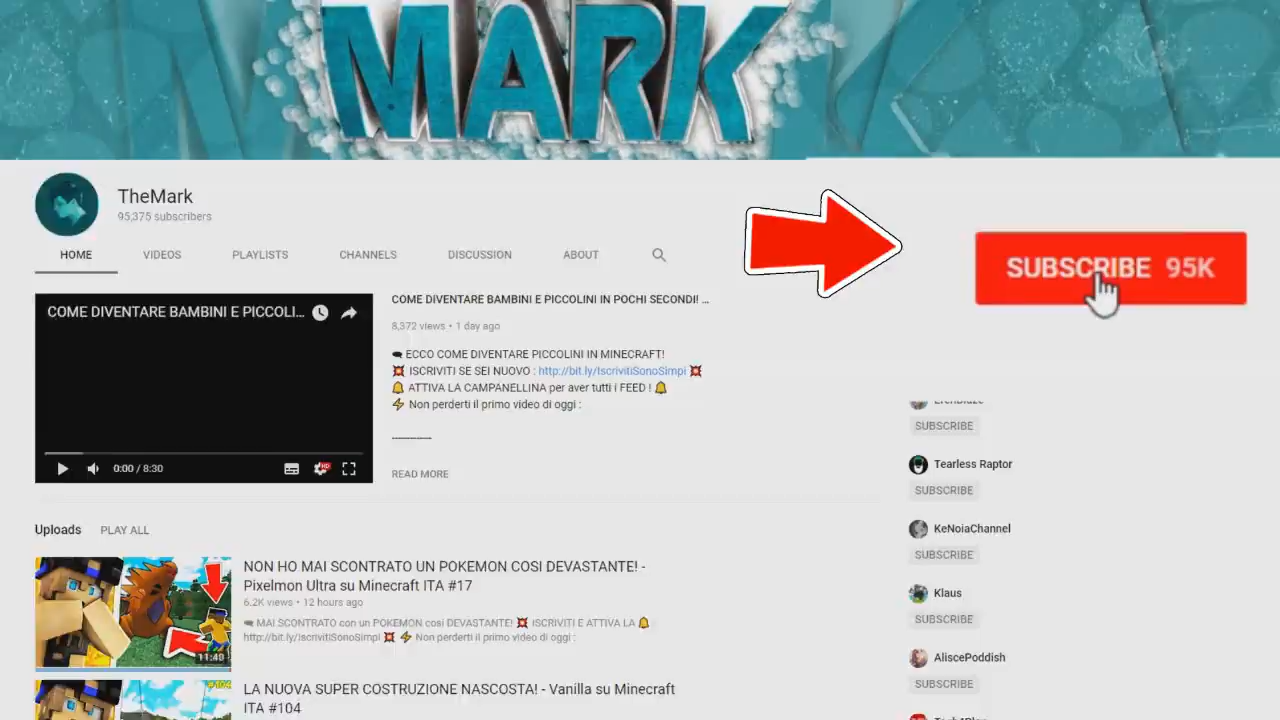 MARK
TheMark
95,375 subscribers
HOME VIDEOS PLAYLISTS CHANNELS DISCUSSION ABOUT
SUBSCRIBE 95K
COME DIVENTARE BAMBINI E PICCOLI...
0:00 / 8:30
HD
COME DIVENTARE BAMBINI E PICCOLINI IN POCHI SECONDI! ...
8,372 views • 1 day ago
ECCO COME DIVENTARE PICCOLINI IN MINECRAFT!
ISCRIVITI SE SEI NUOVO : http://bit.ly/IscrivitiSonoSimpi
ATTIVA LA CAMPANELLINA per aver tutti i FEED !
Non perderti il primo video di oggi :
-----------
READ MORE
Uploads PLAY ALL
11:40
NON HO MAI SCONTRATO UN POKEMON COSI DEVASTANTE! -
Pixelmon Ultra su Minecraft ITA #17
6.2K views • 12 hours ago
MAI SCONTRATO con un POKEMON così DEVASTANTE! ISCRIVITI E ATTIVA LA
http://bit.ly/IscrivitiSonoSimpi Non perderti il primo video di oggi :
#104
LA NUOVA SUPER COSTRUZIONE NASCOSTA! - Vanilla su Minecraft
ITA #104
SUBSCRIBE
Tearless Raptor
SUBSCRIBE
KeNoiaChannel
SUBSCRIBE
Klaus
SUBSCRIBE
AliscePoddish
SUBSCRIBE